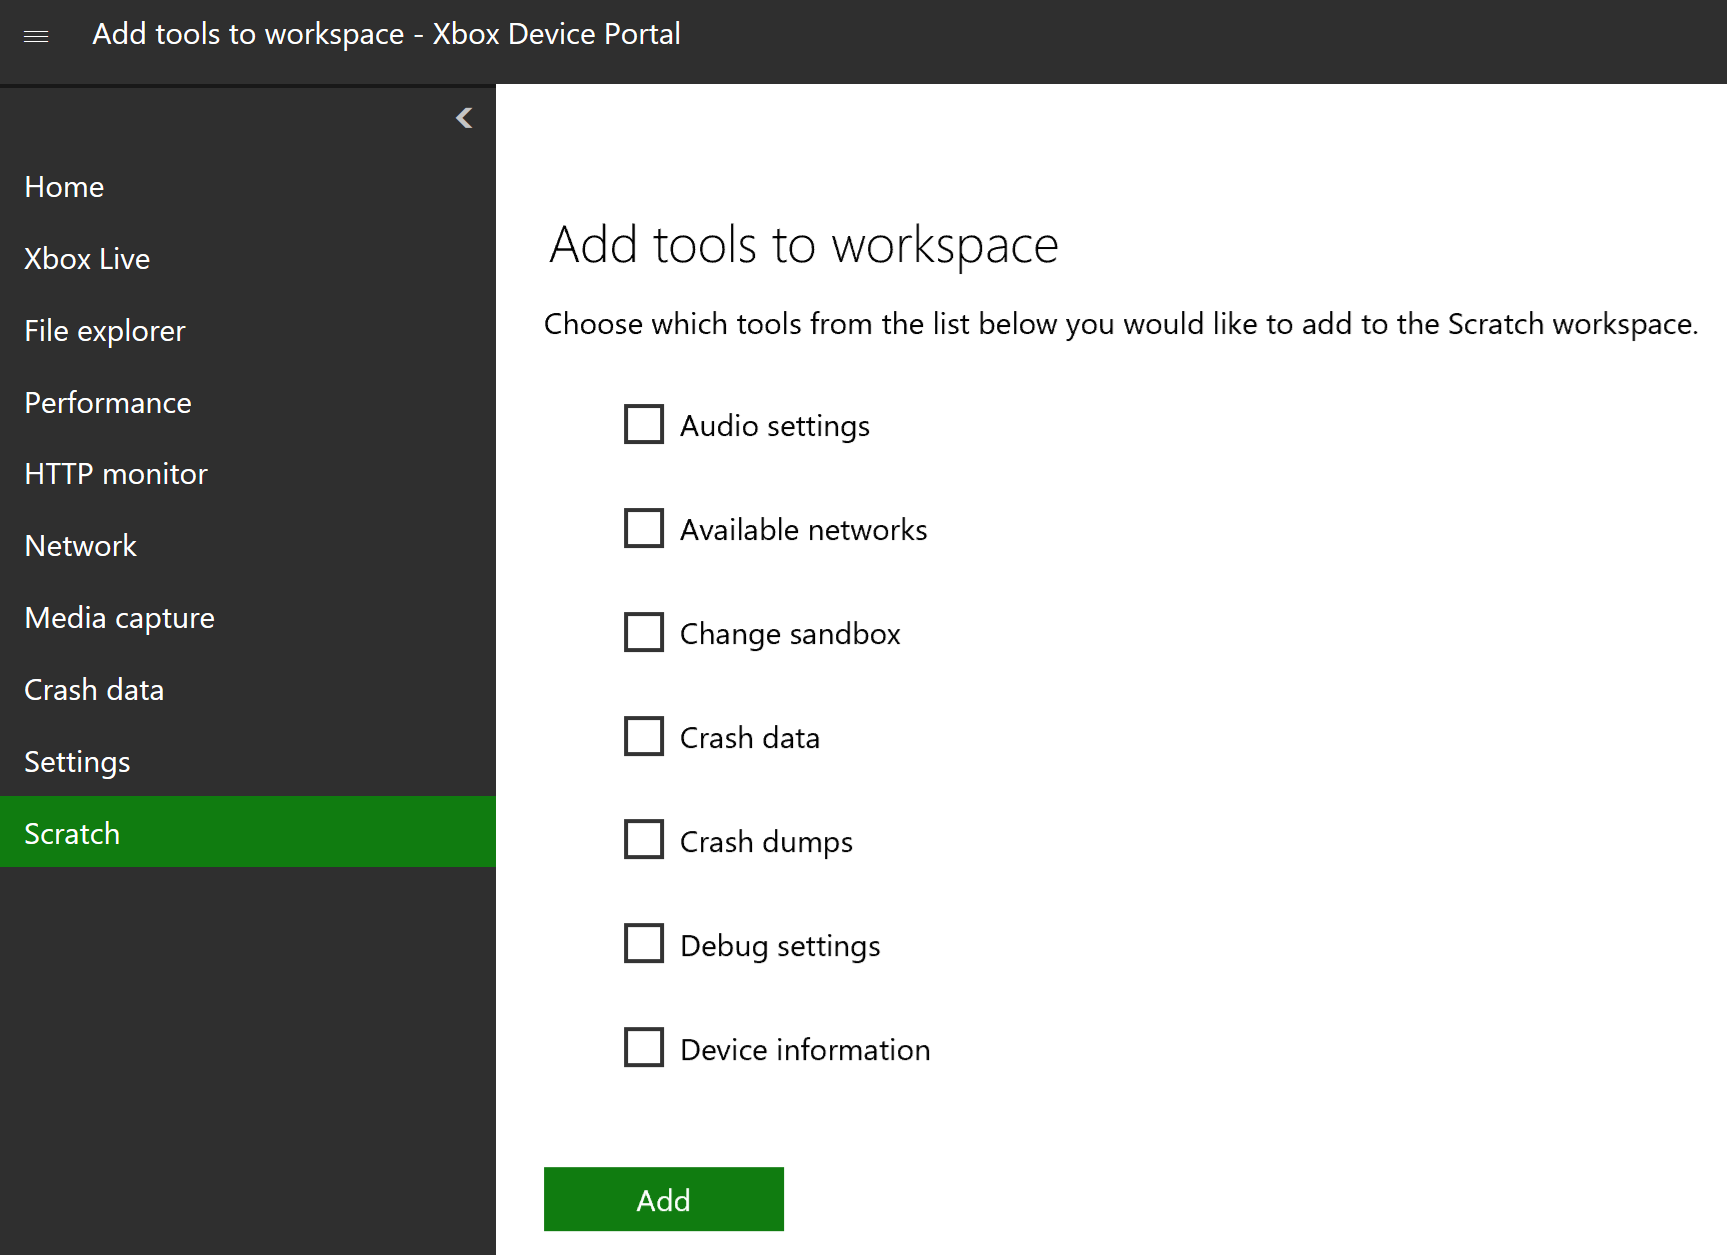 Add tools to workspace - Xbox Device Portal
Home
Xbox Live
File explorer
Performance
HTTP monitor
Network
Media capture
Crash data
Settings
Scratch
Add tools to workspace
Choose which tools from the list below you would like to add to the Scratch workspace.
Audio settings
Available networks
Change sandbox
Crash data
Crash dumps
Debug settings
Device information
Add